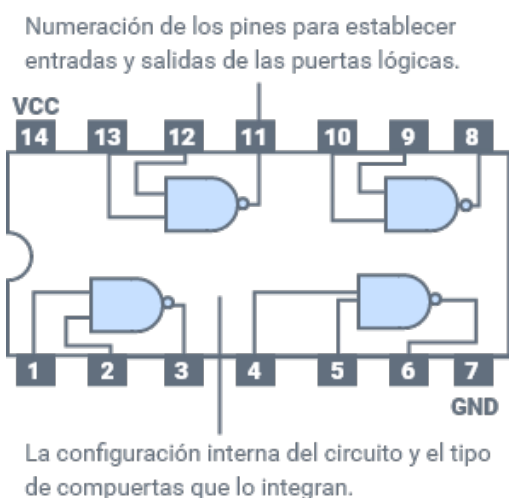 Numeración de los pines para establecer
entradas y salidas de las puertas lógicas.
VCC
14 13 12 11 10 9 8
1 2 3 4 5 6 7
GND
La configuración interna del circuito y el tipo
de compuertas que lo integran.